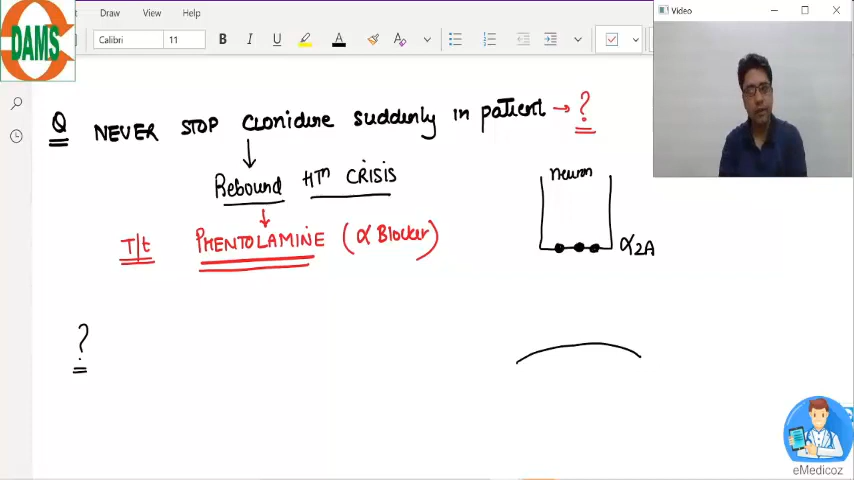 Draw View Help
Video
DAMS
Calibri 11 B I U A
Q NEVER STOP Clonidine suddenly in patient → ?
Rebound HTn CRISIS
neuron
T/t PHENTOLAMINE (α Blocker)
α2A
?
eMedicoz